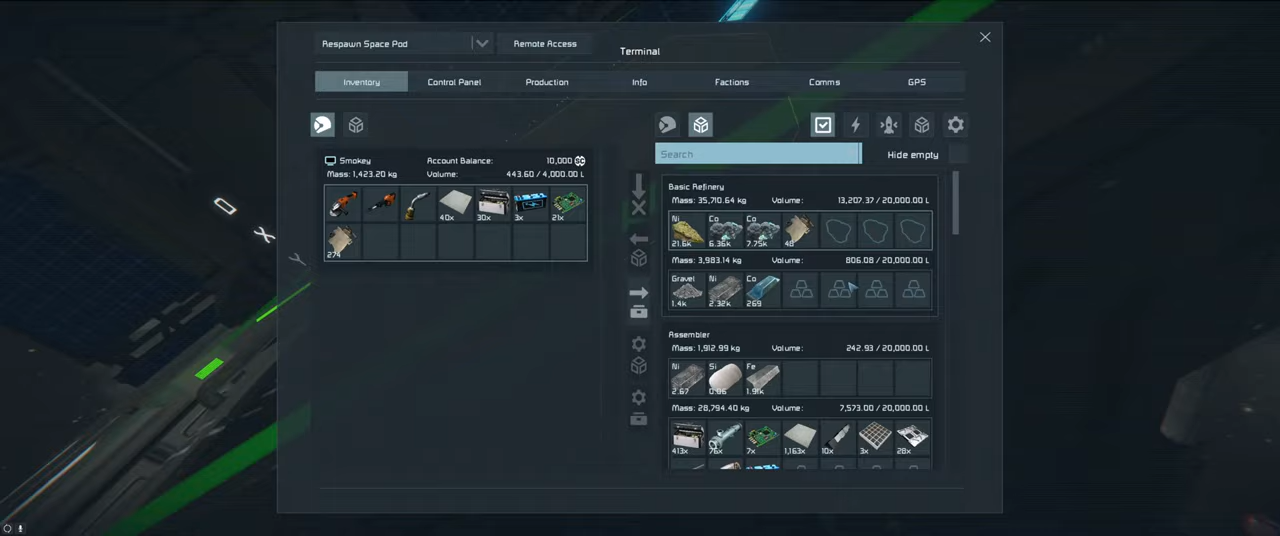 Respawn Space Pod
Remote Access
Terminal
Inventory
Control Panel
Production
Info
Factions
Comms
GPS
Smokey
Account Balance: 10,000
Mass: 1,423.20 kg
Volume: 443.60 / 4,000.00 L
40x
30x
3x
21x
274
Search
Hide empty
Basic Refinery
Mass: 35,710.64 kg
Volume: 13,207.37 / 20,000.00 L
Ni
21.6k
Co
6.36k
Co
7.75k
48
Mass: 3,983.14 kg
Volume: 806.08 / 20,000.00 L
Gravel
1.4k
Ni
2.32k
Co
269
Assembler
Mass: 1,912.99 kg
Volume: 242.93 / 20,000.00 L
Ni
2.67
Si
0.06
Fe
1.91k
Mass: 28,794.40 kg
Volume: 7,573.00 / 20,000.00 L
413x
76x
7x
1,163x
10x
3x
28x